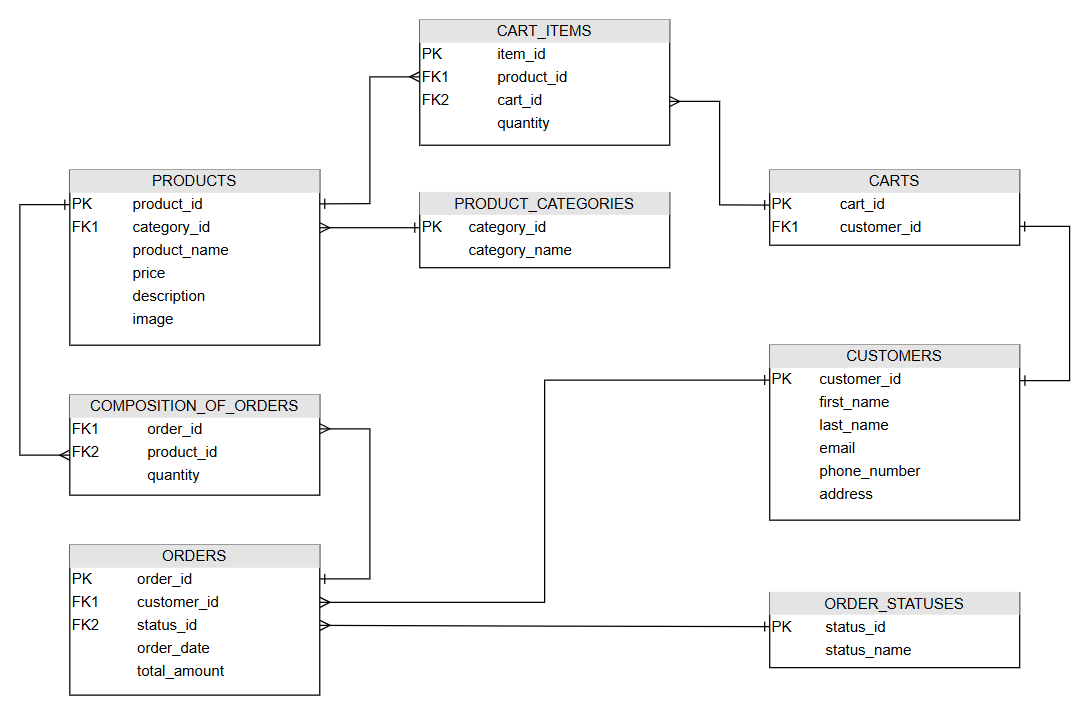 CART_ITEMS
PK item_id
FK1 product_id
FK2 cart_id
quantity
PRODUCTS
PK product_id
FK1 category_id
product_name
price
description
image
PRODUCT_CATEGORIES
PK category_id
category_name
CARTS
PK cart_id
FK1 customer_id
CUSTOMERS
PK customer_id
first_name
last_name
email
phone_number
address
COMPOSITION_OF_ORDERS
FK1 order_id
FK2 product_id
quantity
ORDERS
PK order_id
FK1 customer_id
FK2 status_id
order_date
total_amount
ORDER_STATUSES
PK status_id
status_name